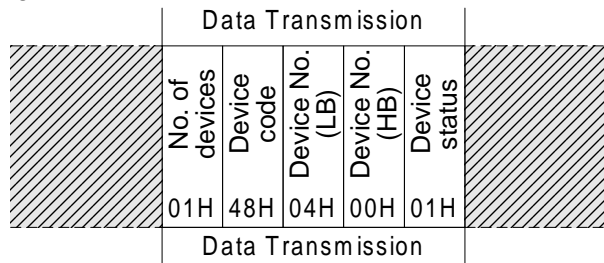 Data Transmission
No. of
devices
Device
code
Device No.
(LB)
Device No.
(HB)
Device
status
01H 48H 04H 00H 01H
Data Transmission